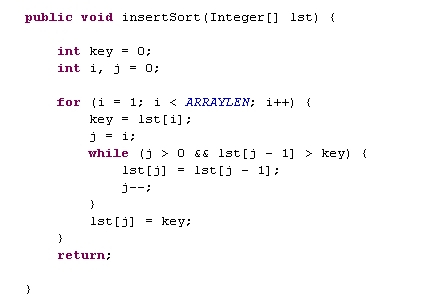 public void insertSort(Integer[] lst) {
int key = 0;
int i, j = 0;
for (i = 1; i < ARRAYLEN; i++) {
key = lst[i];
j = i;
while (j > 0 && lst[j - 1] > key) {
lst[j] = lst[j - 1];
j--;
}
lst[j] = key;
}
return;
}